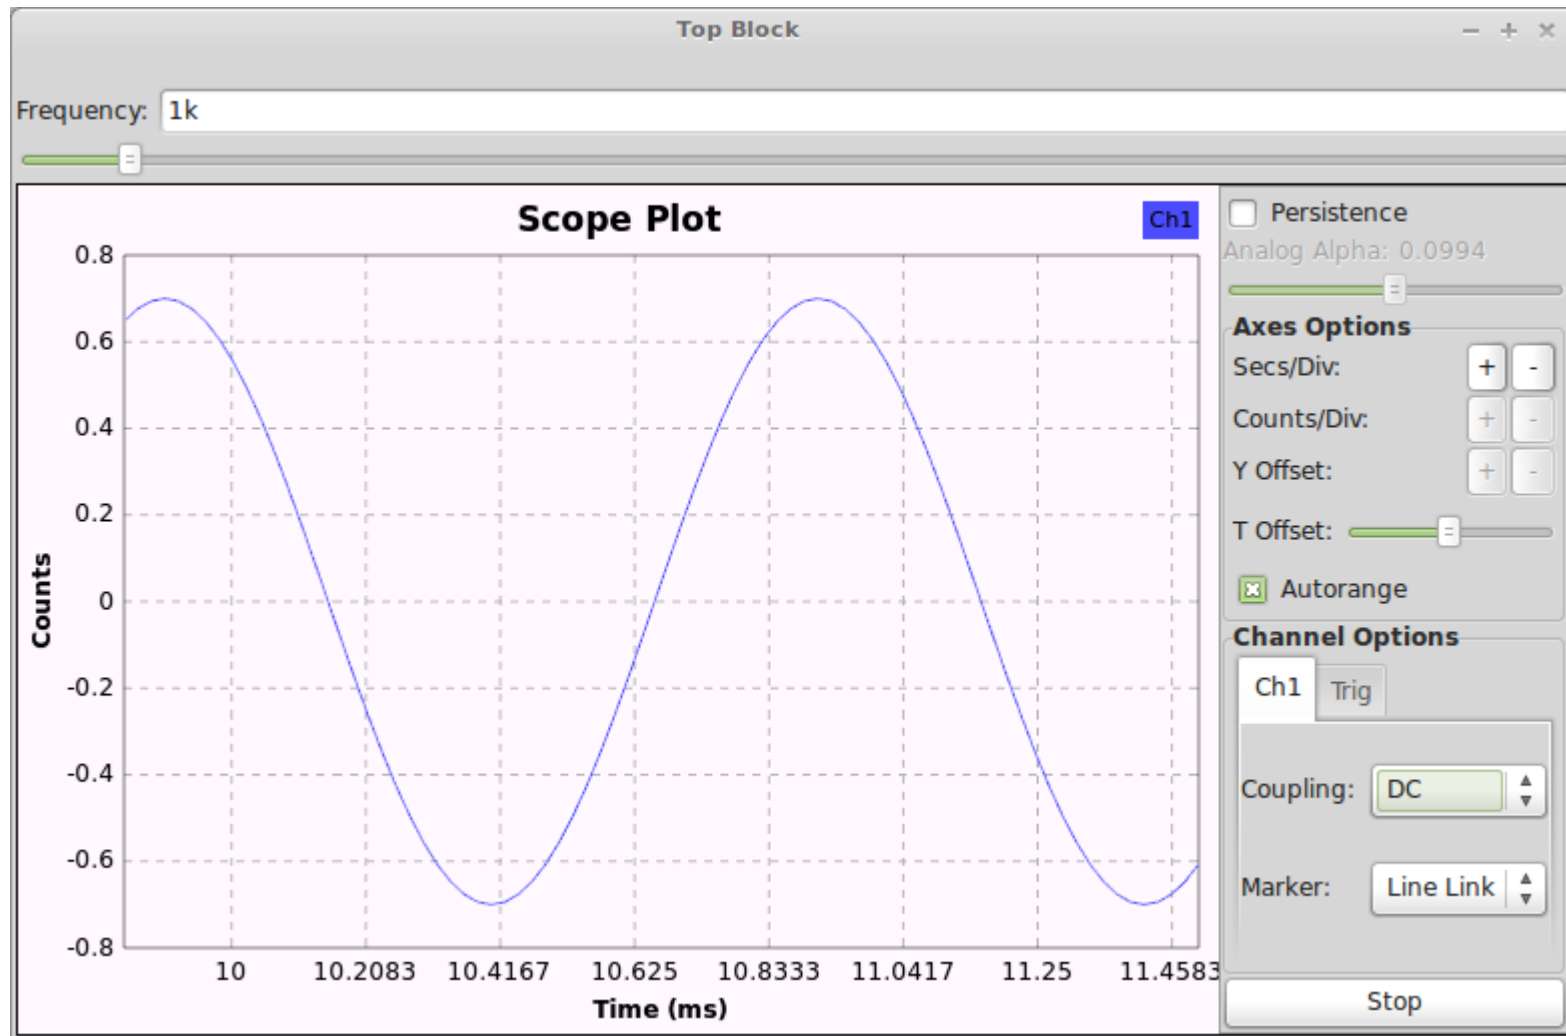 Top Block
Frequency: 1k
Scope Plot
Ch1
0.8
0.6
0.4
0.2
0
-0.2
-0.4
-0.6
-0.8
Counts
10 10.2083 10.4167 10.625 10.8333 11.0417 11.25 11.4583
Time (ms)
Persistence
Analog Alpha: 0.0994
Axes Options
Secs/Div: + -
Counts/Div: + -
Y Offset: + -
T Offset:
Autorange
Channel Options
Ch1 Trig
Coupling: DC
Marker: Line Link
Stop